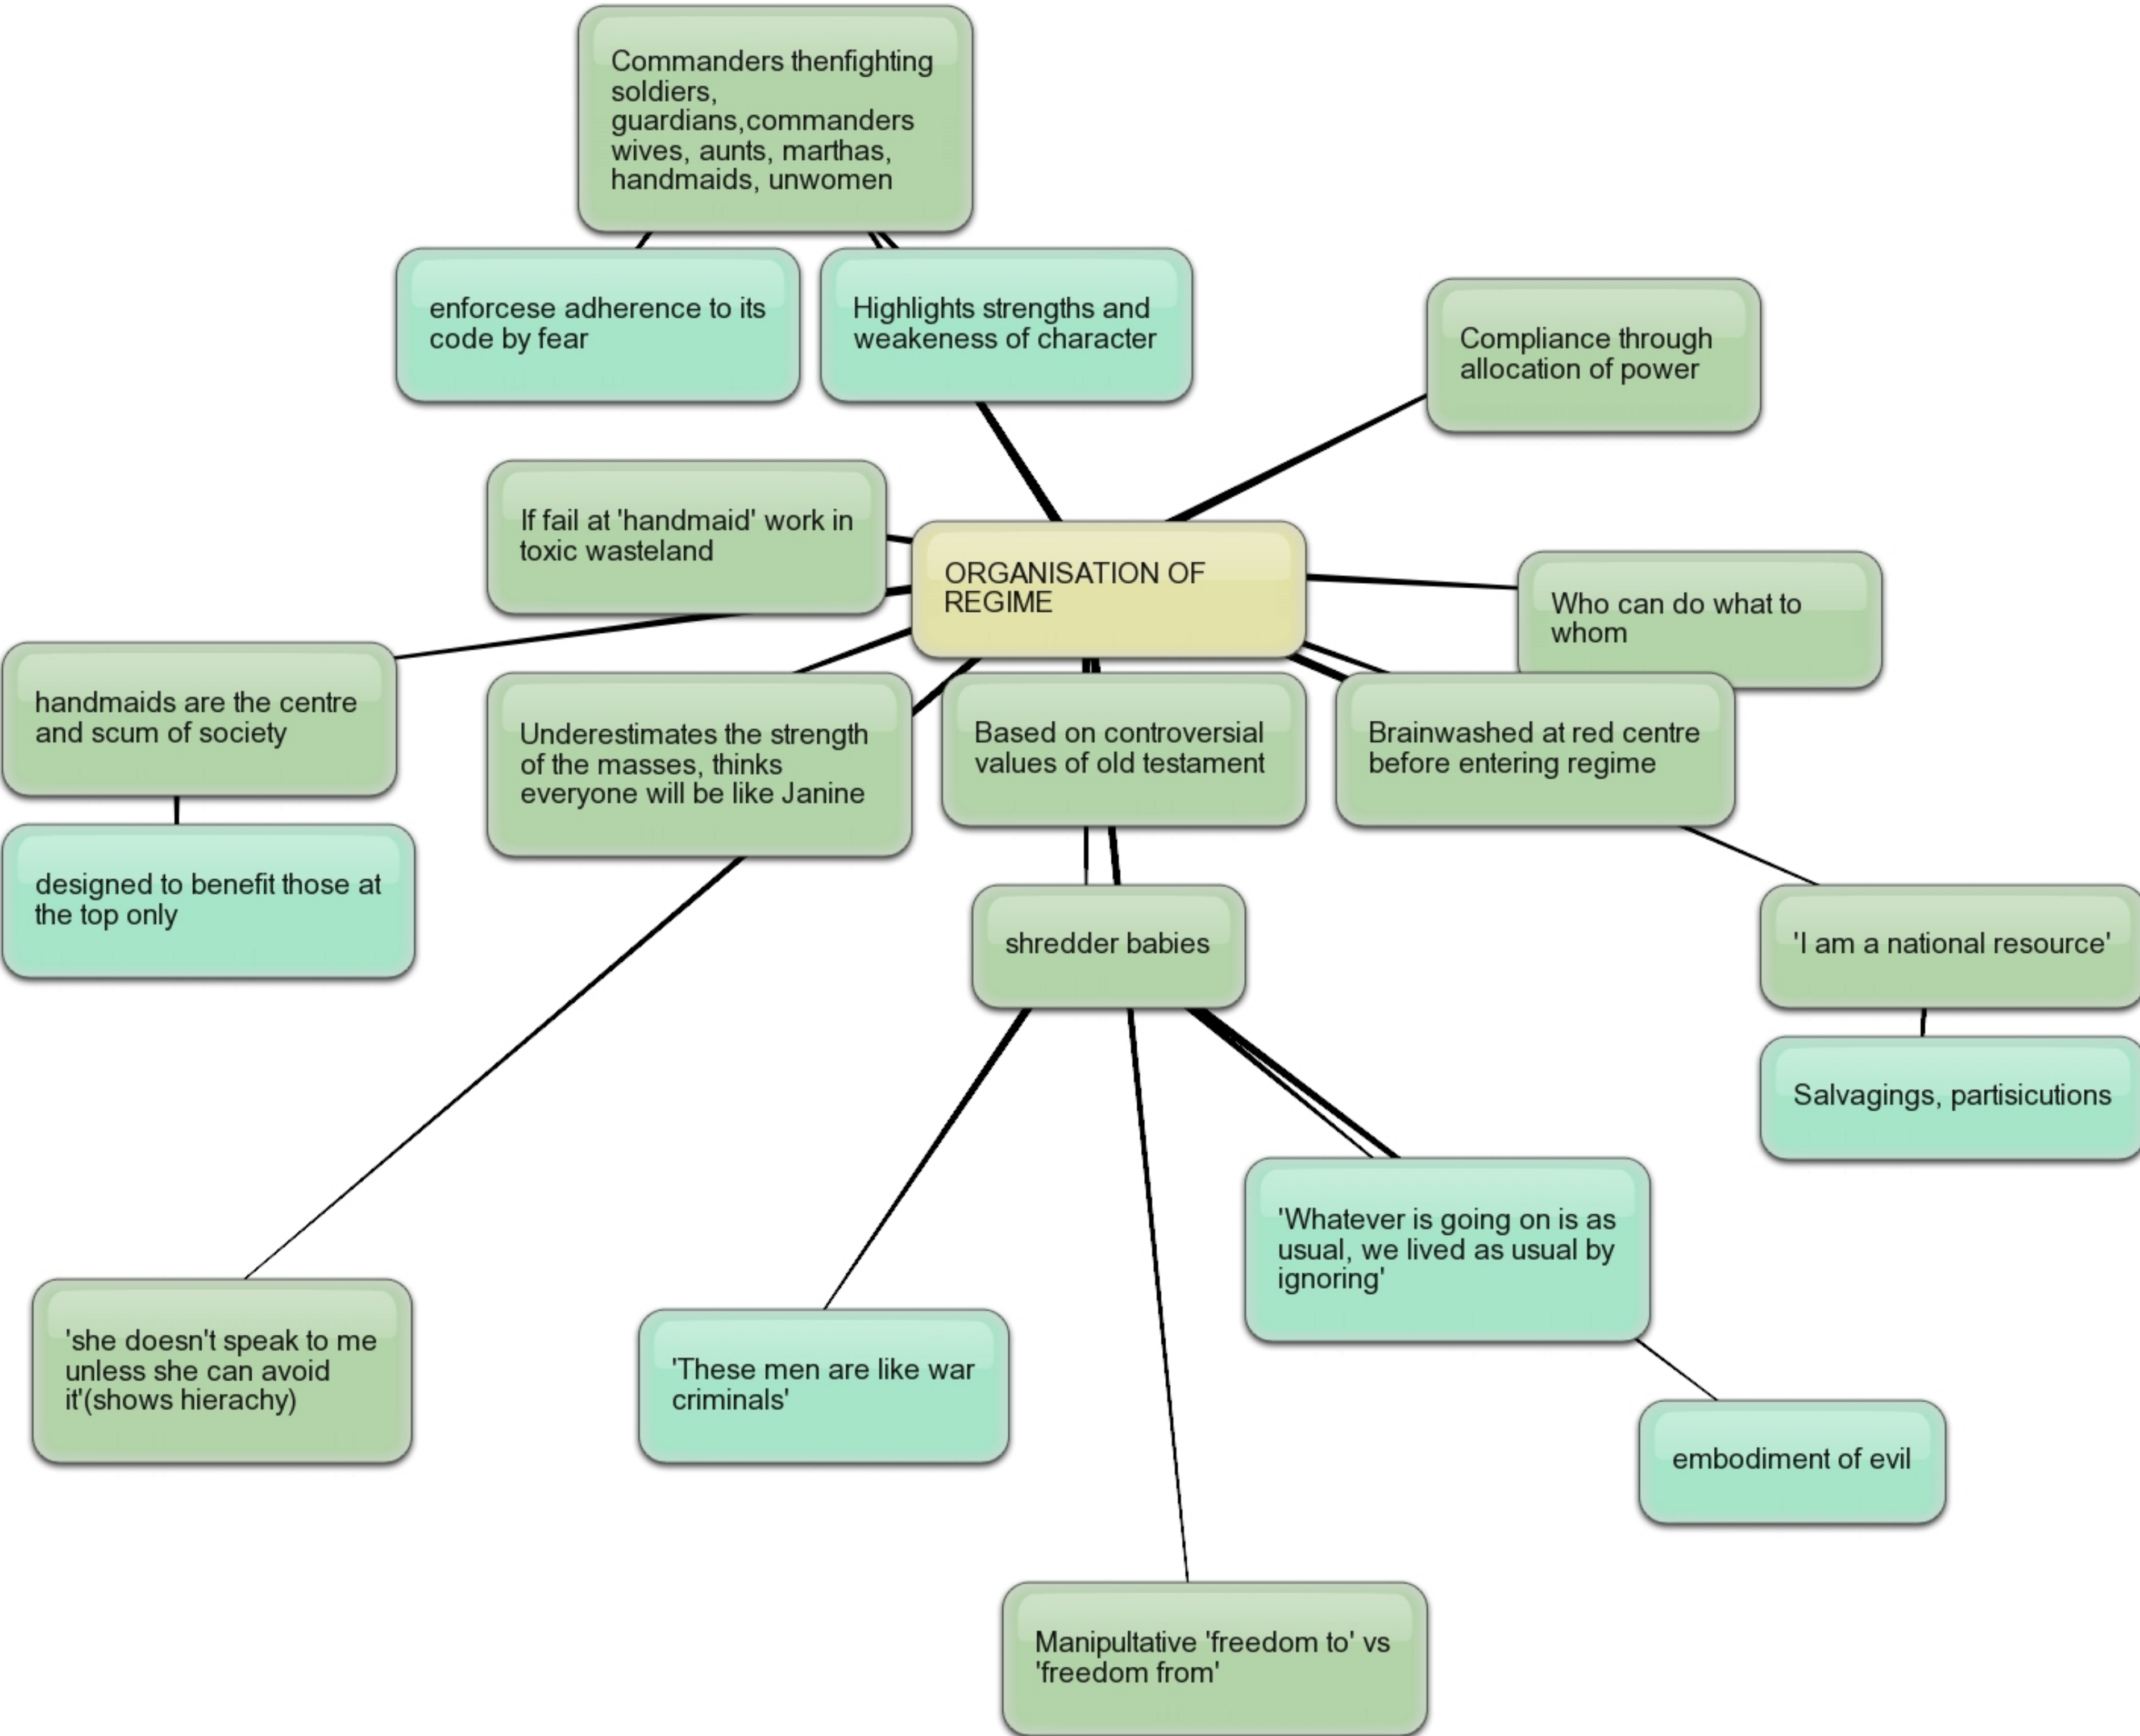 Commanders thenfighting
soldiers,
guardians,commanders
wives, aunts, marthas,
handmaids, unwomen
enforcese adherence to its
code by fear
Highlights strengths and
weakeness of character
Compliance through
allocation of power
If fail at 'handmaid' work in
toxic wasteland
ORGANISATION OF
REGIME
Who can do what to
whom
handmaids are the centre
and scum of society
Underestimates the strength
of the masses, thinks
everyone will be like Janine
Based on controversial
values of old testament
Brainwashed at red centre
before entering regime
designed to benefit those at
the top only
shredder babies
'I am a national resource'
Salvagings, partisicutions
'Whatever is going on is as
usual, we lived as usual by
ignoring'
'she doesn't speak to me
unless she can avoid
it'(shows hierachy)
'These men are like war
criminals'
embodiment of evil
Manipultative 'freedom to' vs
'freedom from'